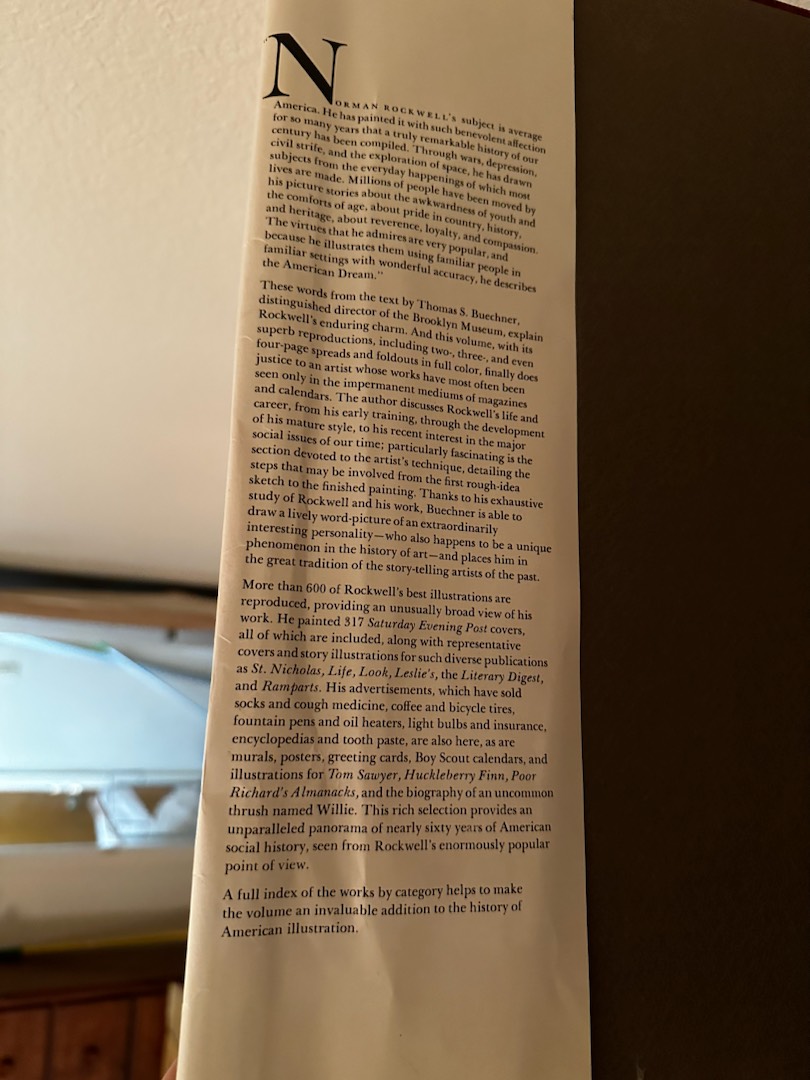 NORMAN ROCKWELL's subject is average
America. He has painted it with such benevolent affection
for so many years that a truly remarkable history of our
century has been compiled. Through wars, depression,
civil strife, and the exploration of space, he has drawn
subjects from the everyday happenings of which most
lives are made. Millions of people have been moved by
his picture stories about the awkwardness of youth and
the comforts of age, about pride in country, history,
and heritage, about reverence, loyalty, and compassion.
The virtues that he admires are very popular, and
because he illustrates them using familiar people in
familiar settings with wonderful accuracy, he describes
the American Dream."
These words from the text by Thomas S. Buechner,
distinguished director of the Brooklyn Museum, explain
Rockwell's enduring charm. And this volume, with its
superb reproductions, including two-, three-, and even
four-page spreads and foldouts in full color, finally does
justice to an artist whose works have most often been
seen only in the impermanent mediums of magazines
and calendars. The author discusses Rockwell's life and
career, from his early training, through the development
of his mature style, to his recent interest in the major
social issues of our time; particularly fascinating is the
section devoted to the artist's technique, detailing the
steps that may be involved from the first rough-idea
sketch to the finished painting. Thanks to his exhaustive
study of Rockwell and his work, Buechner is able to
draw a lively word-picture of an extraordinarily
interesting personality—who also happens to be a unique
phenomenon in the history of art—and places him in
the great tradition of the story-telling artists of the past.
More than 600 of Rockwell's best illustrations are
reproduced, providing an unusually broad view of his
work. He painted 317 Saturday Evening Post covers,
all of which are included, along with representative
covers and story illustrations for such diverse publications
as St. Nicholas, Life, Look, Leslie's, the Literary Digest,
and Ramparts. His advertisements, which have sold
socks and cough medicine, coffee and bicycle tires,
fountain pens and oil heaters, light bulbs and insurance,
encyclopedias and tooth paste, are also here, as are
murals, posters, greeting cards, Boy Scout calendars, and
illustrations for Tom Sawyer, Huckleberry Finn, Poor
Richard's Almanacks, and the biography of an uncommon
thrush named Willie. This rich selection provides an
unparalleled panorama of nearly sixty years of American
social history, seen from Rockwell's enormously popular
point of view.
A full index of the works by category helps to make
the volume an invaluable addition to the history of
American illustration.